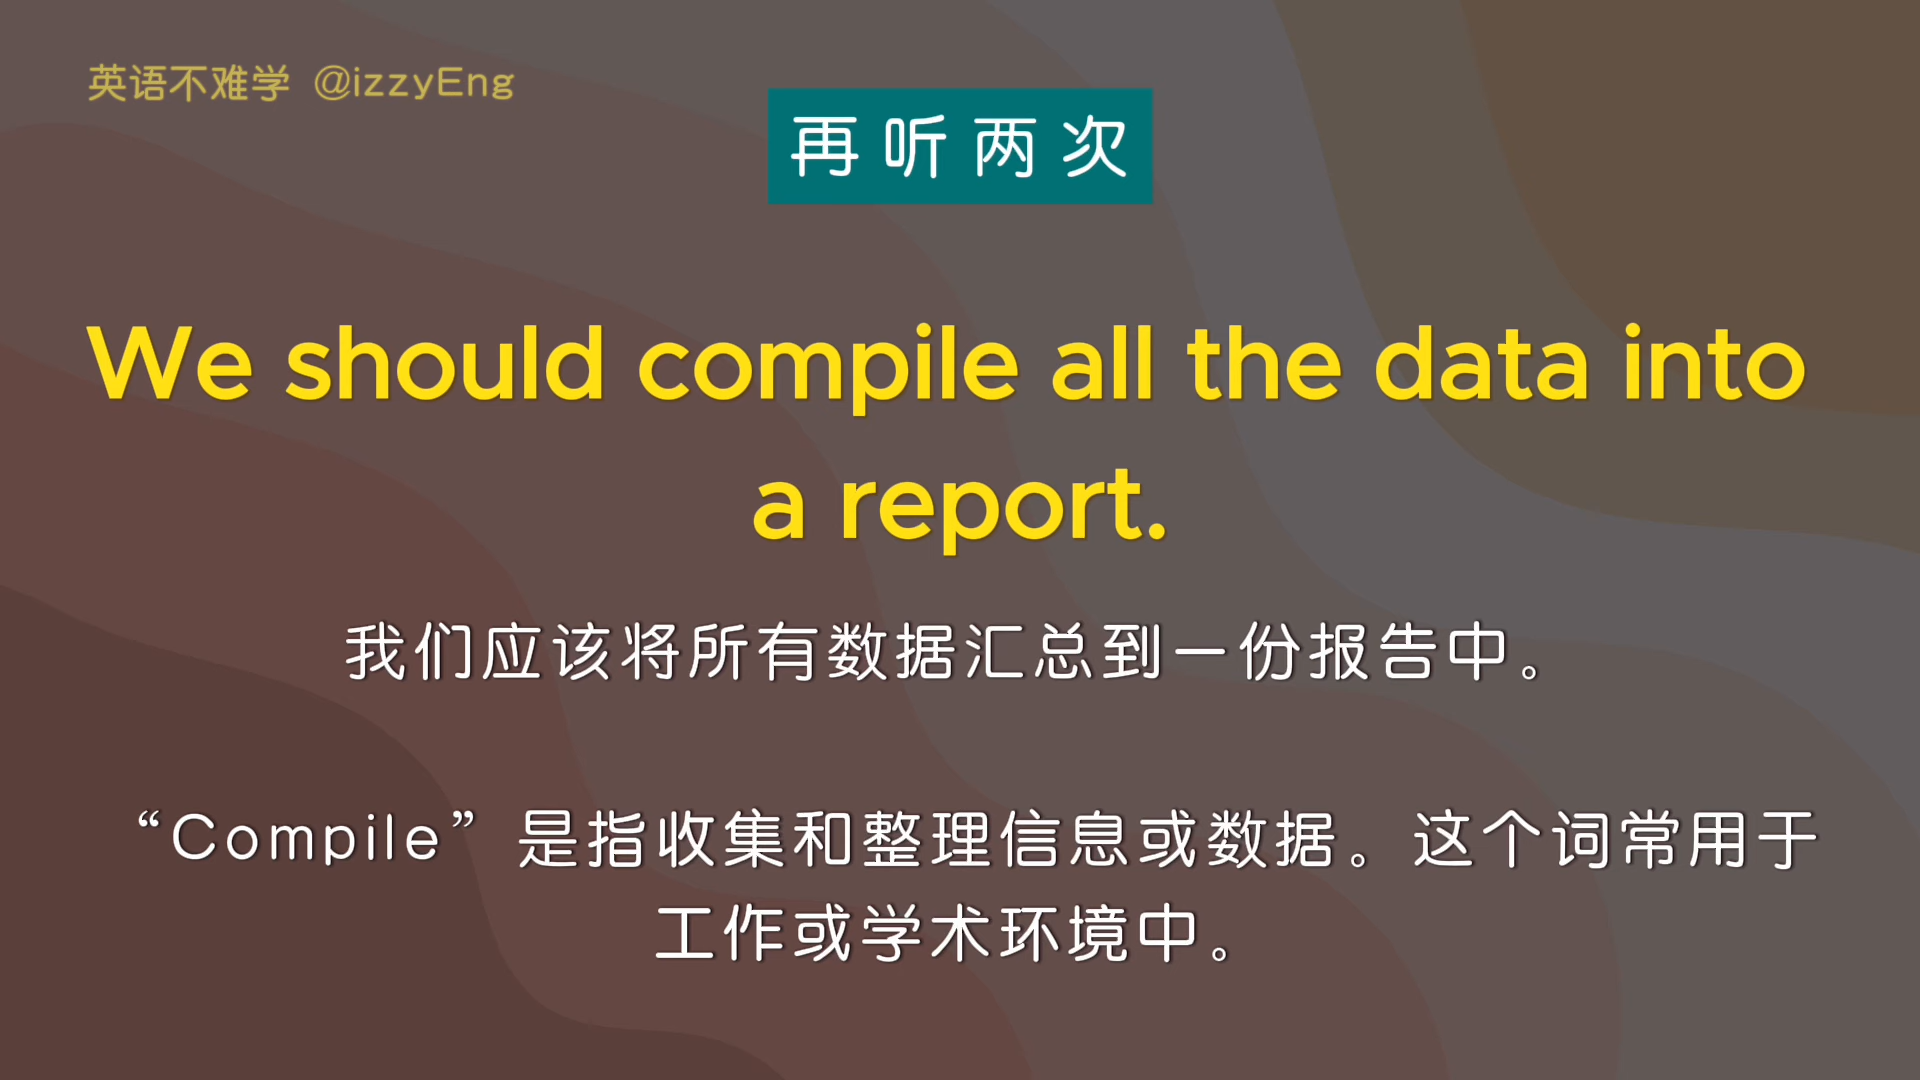 英语不难学 @izzyEng
再听两次
We should compile all the data into
a report.
我们应该将所有数据汇总到一份报告中。
“Compile”是指收集和整理信息或数据。这个词常用于
工作或学术环境中。